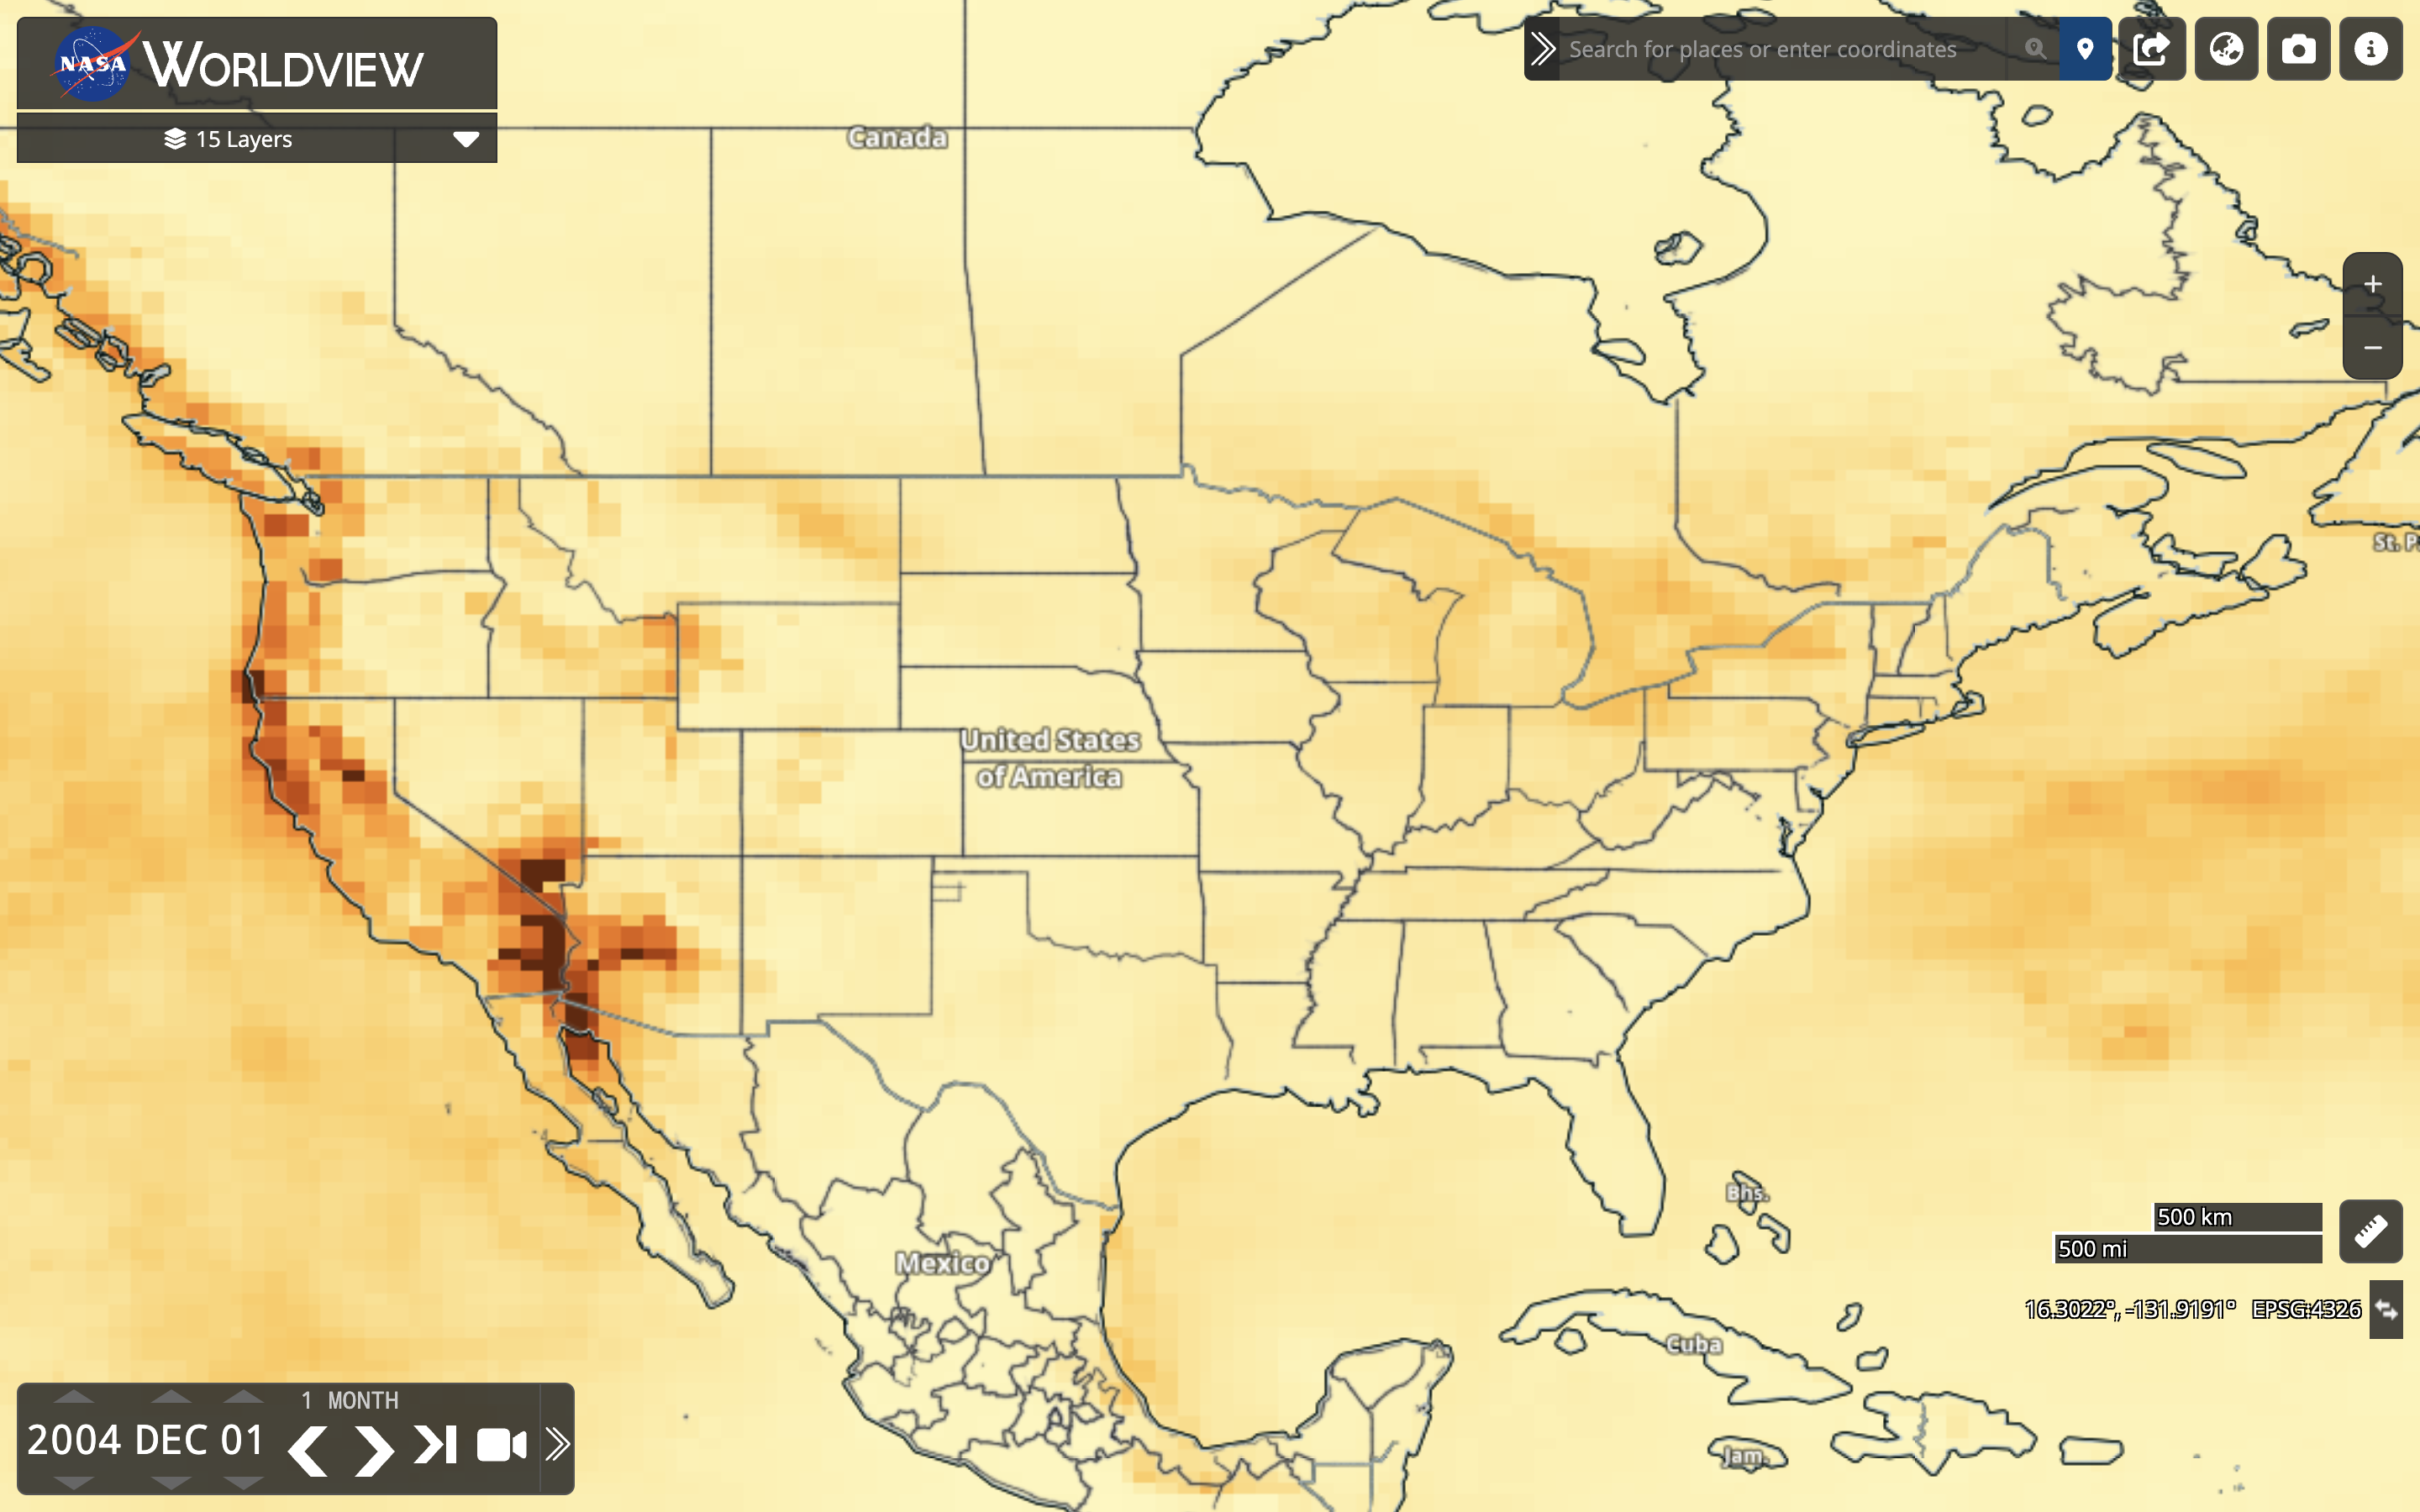 NASA WORLDVIEW
15 Layers
Search for places or enter coordinates
Canada
St. P
United States
of America
Bhs.
500 km
500 mi
Mexico
16.3022°, -131.9191° EPSG:4326
Cuba
Jam.
1 MONTH
2004 DEC 01